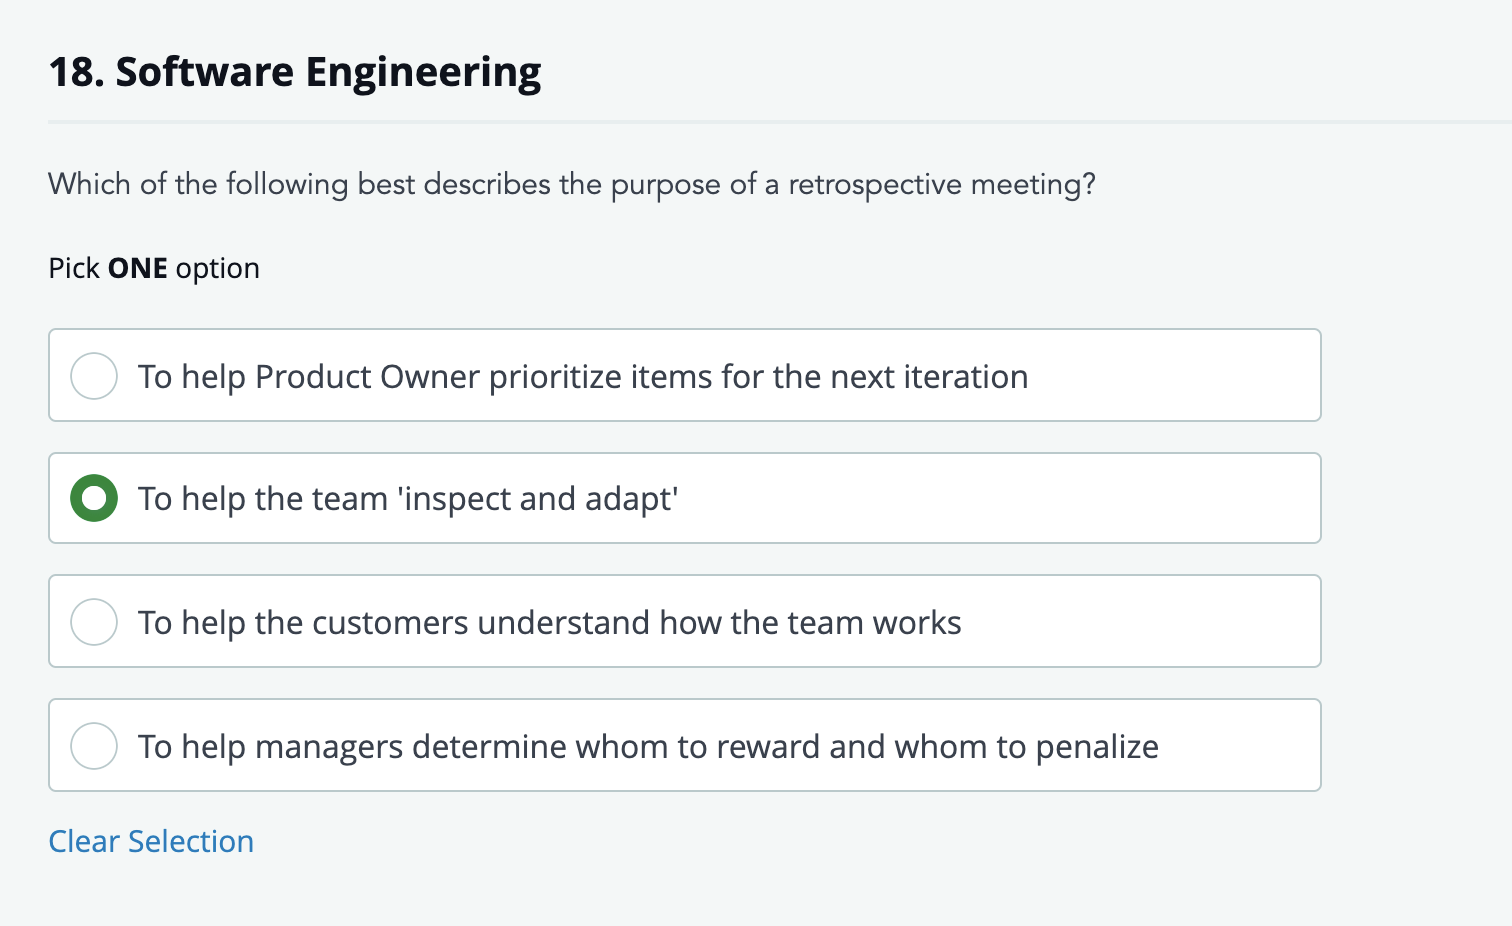 18. Software Engineering
Which of the following best describes the purpose of a retrospective meeting?
Pick ONE option
To help Product Owner prioritize items for the next iteration
To help the team 'inspect and adapt'
To help the customers understand how the team works
To help managers determine whom to reward and whom to penalize
Clear Selection